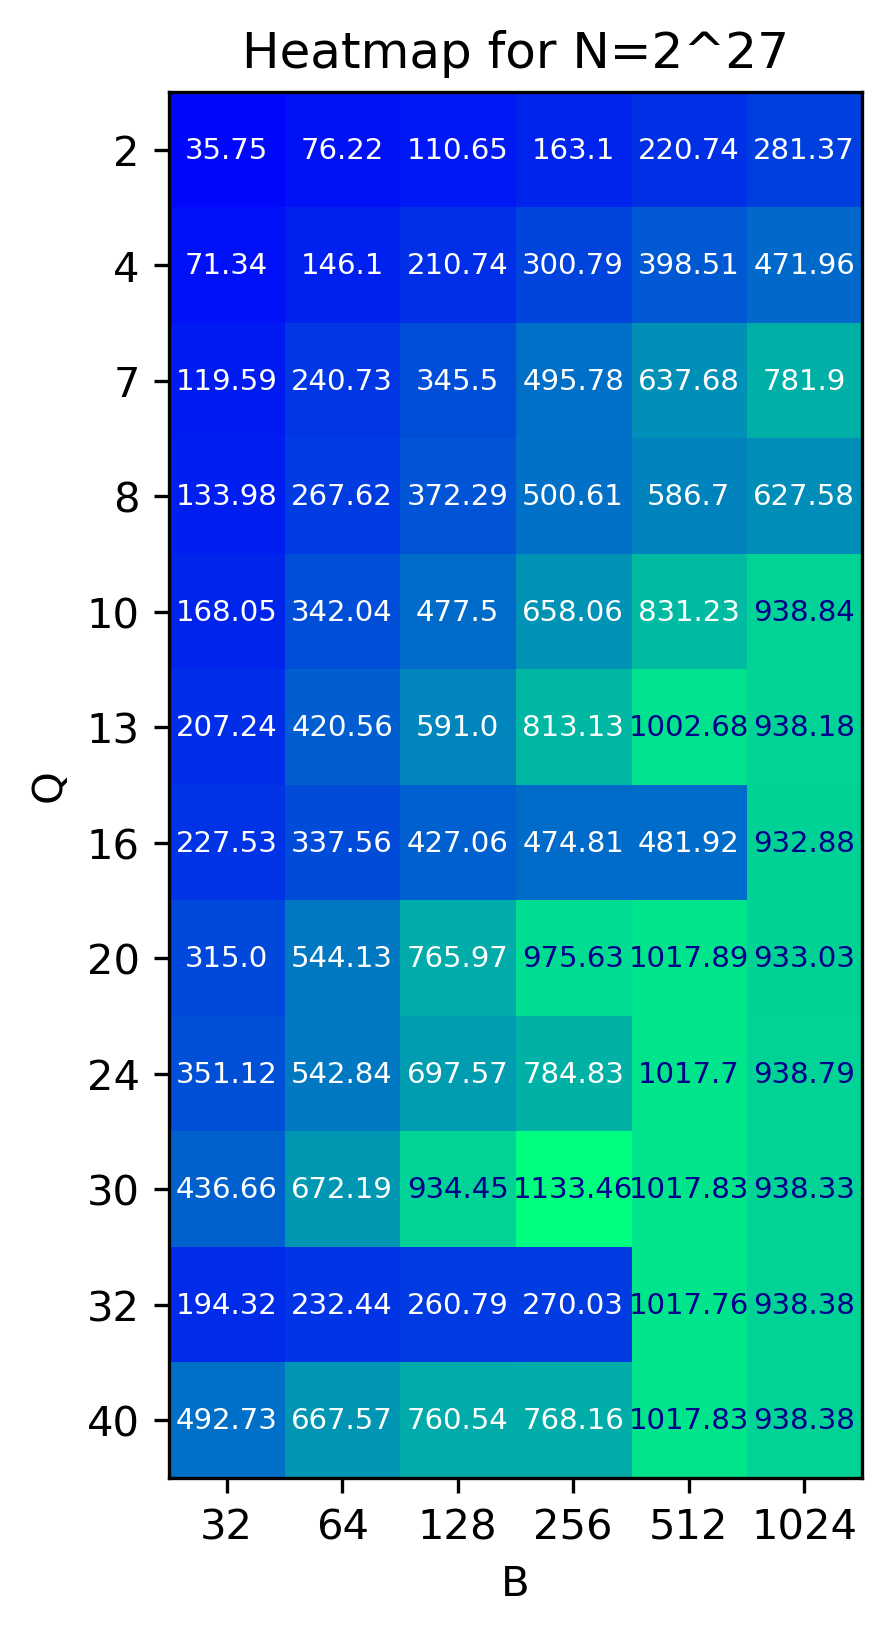 Heatmap for N=2^27
2 35.75 76.22 110.65 163.1 220.74 281.37
4 71.34 146.1 210.74 300.79 398.51 471.96
7 119.59 240.73 345.5 495.78 637.68 781.9
8 133.98 267.62 372.29 500.61 586.7 627.58
10 168.05 342.04 477.5 658.06 831.23 938.84
13 207.24 420.56 591.0 813.13 1002.68 938.18
Q
16 227.53 337.56 427.06 474.81 481.92 932.88
20 315.0 544.13 765.97 975.63 1017.89 933.03
24 351.12 542.84 697.57 784.83 1017.7 938.79
30 436.66 672.19 934.45 1133.46 1017.83 938.33
32 194.32 232.44 260.79 270.03 1017.76 938.38
40 492.73 667.57 760.54 768.16 1017.83 938.38
32 64 128 256 512 1024
B